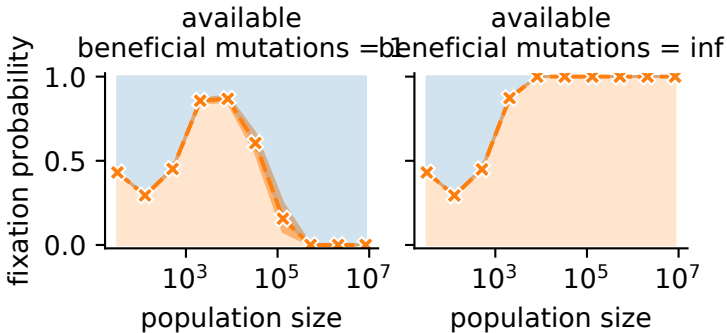 available
beneficial mutations = 1
available
beneficial mutations = inf
fixation probability
1.0
0.5
0.0
10³
10⁵
10⁷
10³
10⁵
10⁷
population size
population size